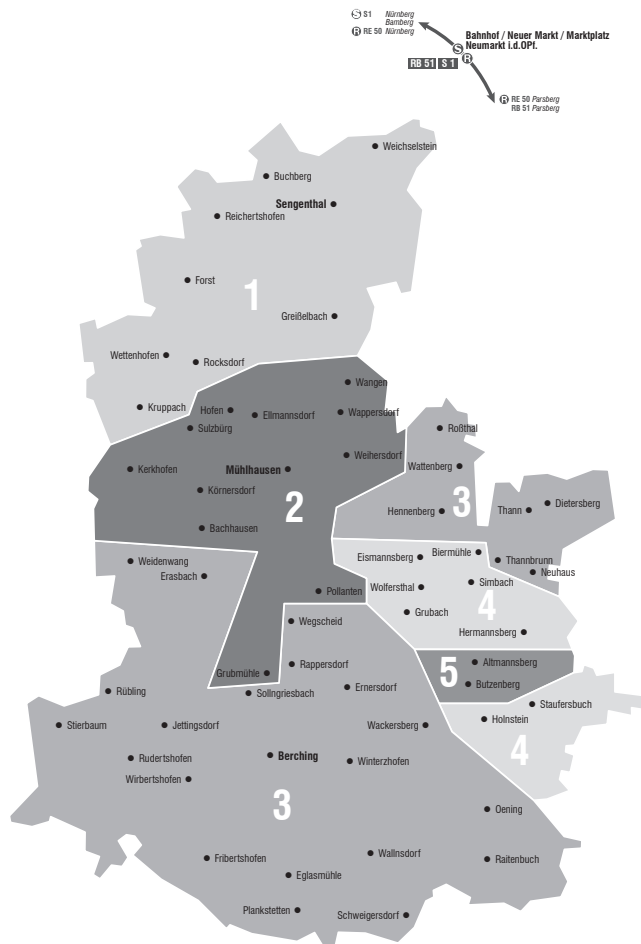 S S1 Nürnberg
Bamberg
R RE 50 Nürnberg
Bahnhof / Neuer Markt / Marktplatz
Neumarkt i.d.OPf.
S
R
RB 51 S 1
R RE 50 Parsberg
RB 51 Parsberg
Weichselstein
Buchberg
Sengenthal
Reichertshofen
Forst
1
Greißelbach
Wettenhofen
Rocksdorf
Wangen
Kruppach
Hofen
Ellmannsdorf
Wappersdorf
Sulzbürg
Roßthal
Weihersdorf
Wattenberg
Kerkhofen
Mühlhausen
Körnersdorf
2
3
Hennenberg
Thann
Dietersberg
Bachhausen
Biermühle
Eismannsberg
Thannbrunn
Weidenwang
Neuhaus
Erasbach
Simbach
Wolfersthal
Pollanten
4
Grubach
Wegscheid
Hermannsberg
Rappersdorf
Altmannsberg
5
Grubmühle
Butzenberg
Ernersdorf
Rübling
Sollngriesbach
Staufersbuch
Holnstein
Stierbaum
Jettingsdorf
Wackersberg
4
Berching
Rudertshofen
Winterzhofen
Wirbertshofen
3
Oening
Wallnsdorf
Fribertshofen
Raitenbuch
Eglasmühle
Plankstetten
Schweigersdorf